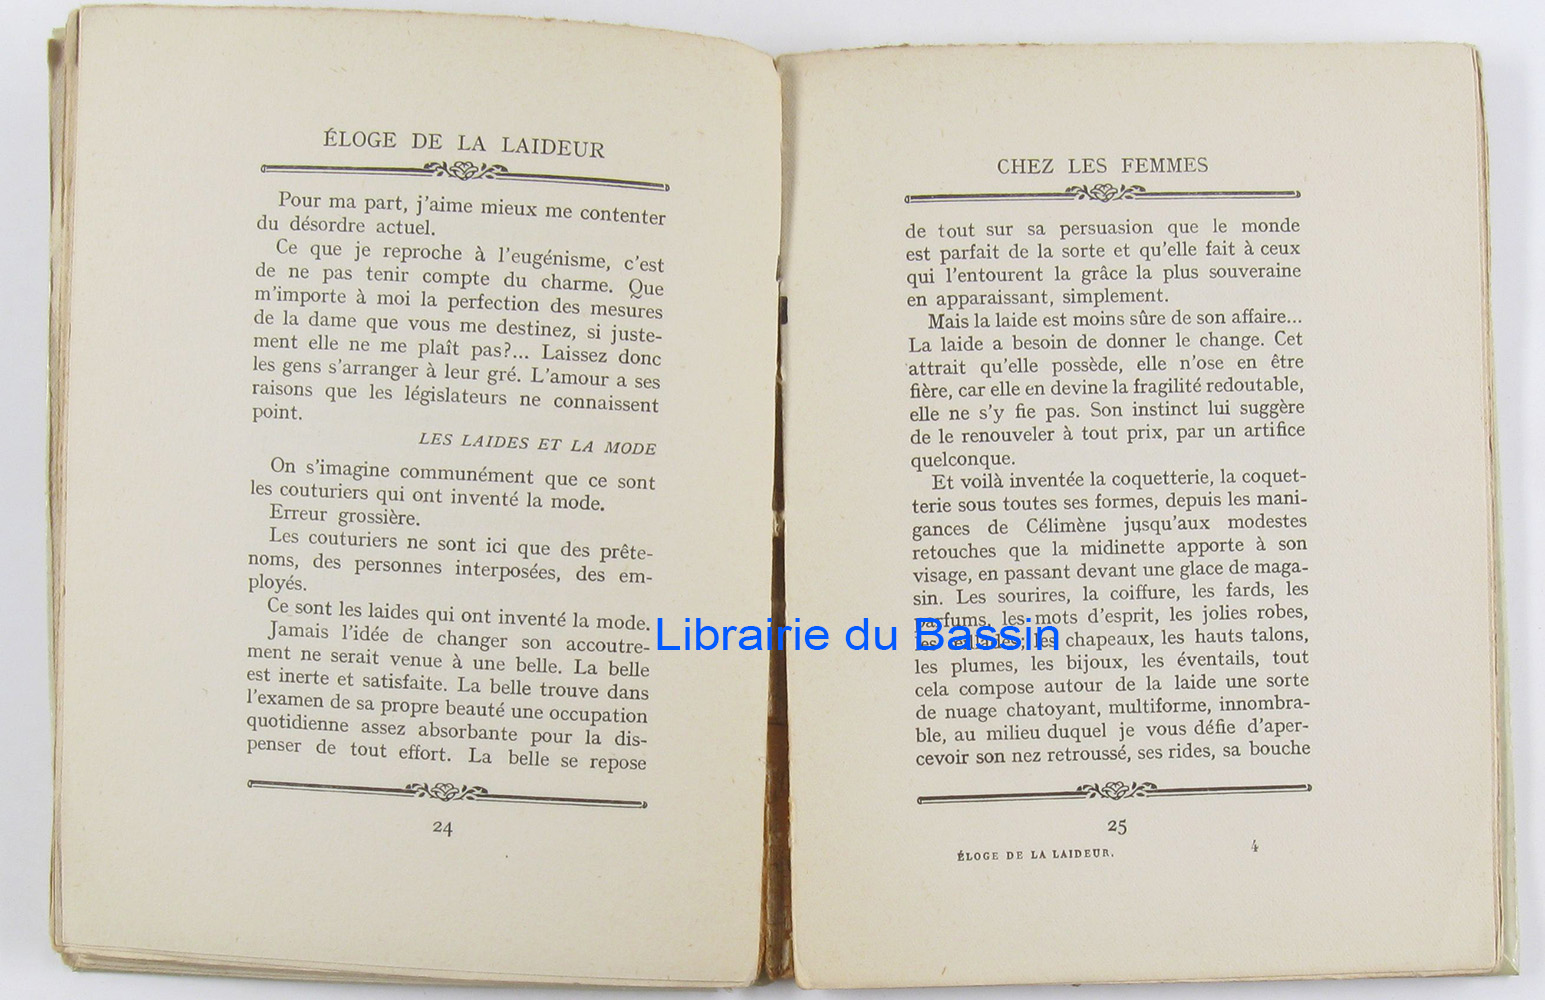 ÉLOGE DE LA LAIDEUR
Pour ma part, j'aime mieux me contenter
du désordre actuel.
Ce que je reproche à l'eugénisme, c'est
de ne pas tenir compte du charme. Que
m'importe à moi la perfection des mesures
de la dame que vous me destinez, si juste-
ment elle ne me plaît pas?... Laissez donc
les gens s'arranger à leur gré. L'amour a ses
raisons que les législateurs ne connaissent
point.
LES LAIDES ET LA MODE
On s'imagine communément que ce sont
les couturiers qui ont inventé la mode.
Erreur grossière.
Les couturiers ne sont ici que des prête-
noms, des personnes interposées, des em-
ployés.
Ce sont les laides qui ont inventé la mode.
Jamais l'idée de changer son accoutre-
ment ne serait venue à une belle. La belle
est inerte et satisfaite. La belle trouve dans
l'examen de sa propre beauté une occupation
quotidienne assez absorbante pour la dis-
penser de tout effort. La belle se repose
24
CHEZ LES FEMMES
de tout sur sa persuasion que le monde
est parfait de la sorte et qu'elle fait à ceux
qui l'entourent la grâce la plus souveraine
en apparaissant, simplement.
Mais la laide est moins sûre de son affaire...
La laide a besoin de donner le change. Cet
attrait qu'elle possède, elle n'ose en être
fière, car elle en devine la fragilité redoutable,
elle ne s'y fie pas. Son instinct lui suggère
de le renouveler à tout prix, par un artifice
quelconque.
Et voilà inventée la coquetterie, la coquet-
terie sous toutes ses formes, depuis les mani-
gances de Célimène jusqu'aux modestes
retouches que la midinette apporte à son
visage, en passant devant une glace de maga-
sin. Les sourires, la coiffure, les fards, les
parfums, les mots d'esprit, les jolies robes,
les œillades; les chapeaux, les hauts talons,
les plumes, les bijoux, les éventails, tout
cela compose autour de la laide une sorte
de nuage chatoyant, multiforme, innombra-
ble, au milieu duquel je vous défie d'aper-
cevoir son nez retroussé, ses rides, sa bouche
25
ÉLOGE DE LA LAIDEUR. 4
Librairie du Bassin